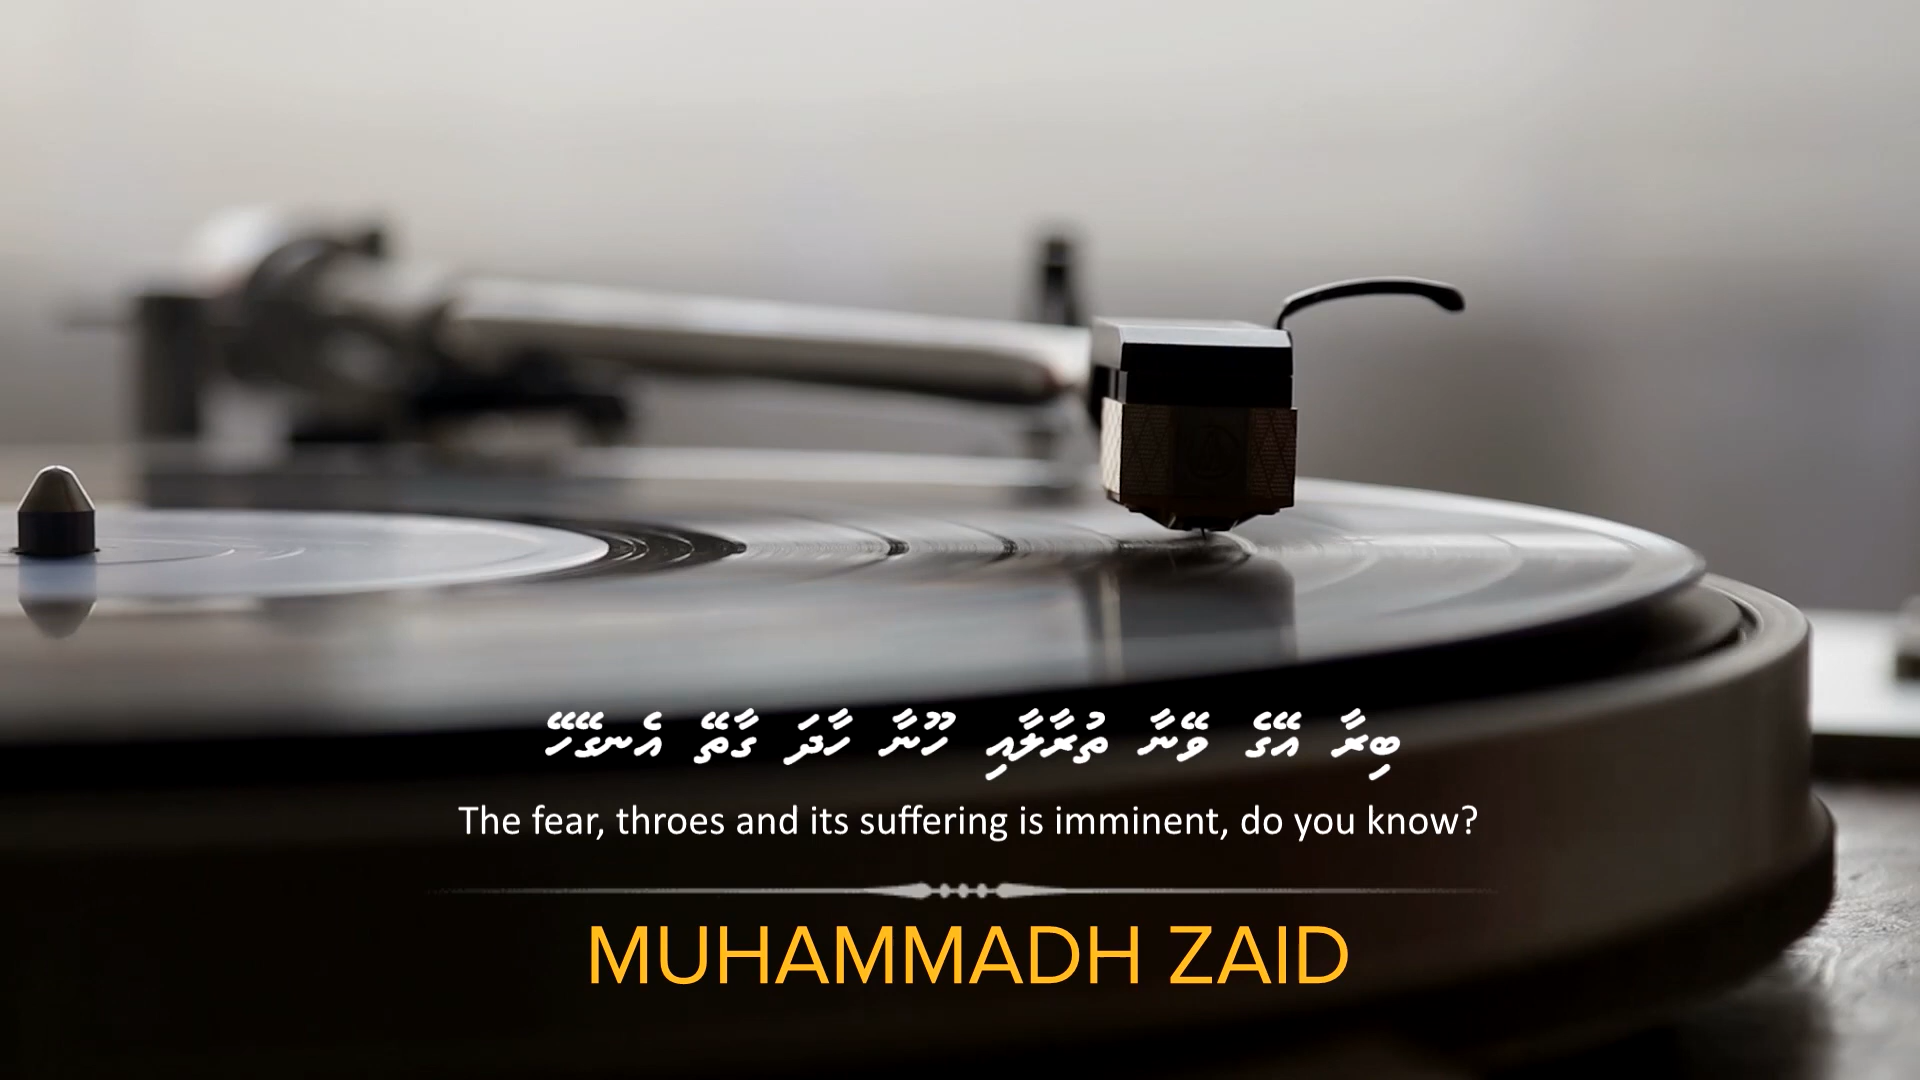 ބިރާ އޭގެ ވޭނާ ތުރާލާއި ހޫނާ ހާދަ ގާތޭ އެނގޭހޭ
The fear, throes and its suffering is imminent, do you know?
MUHAMMADH ZAID